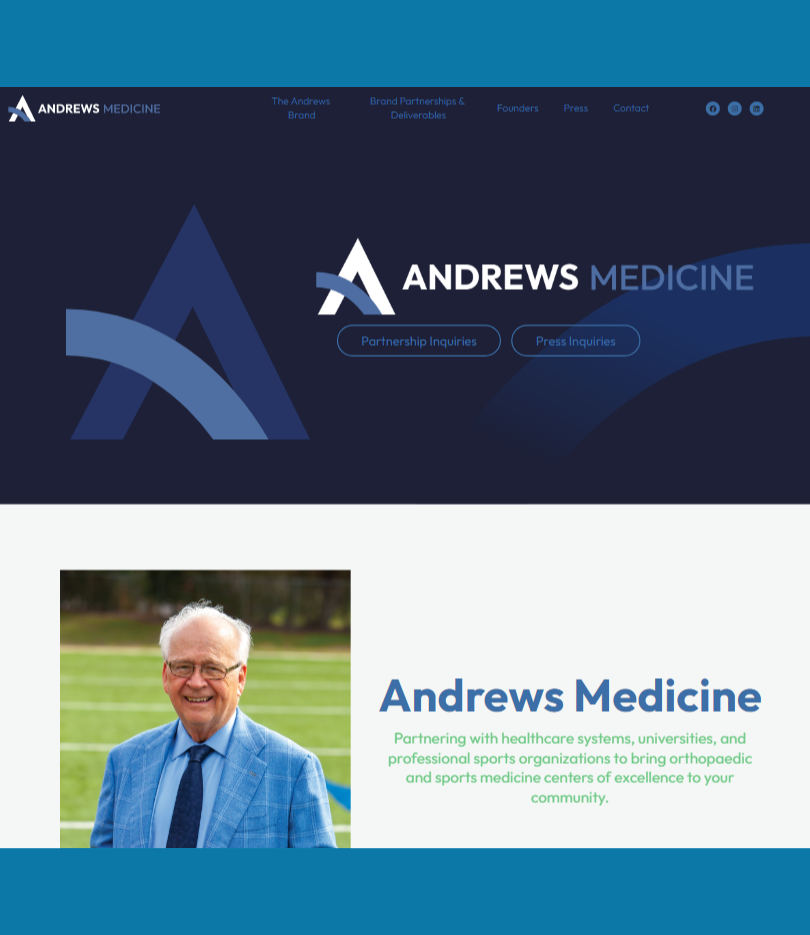 ANDREWS MEDICINE
The Andrews
Brand
Brand Partnerships &
Deliverables
Founders
Press
Contact
ANDREWS MEDICINE
Partnership Inquiries
Press Inquiries
Andrews Medicine
Partnering with healthcare systems, universities, and
professional sports organizations to bring orthopaedic
and sports medicine centers of excellence to your
community.